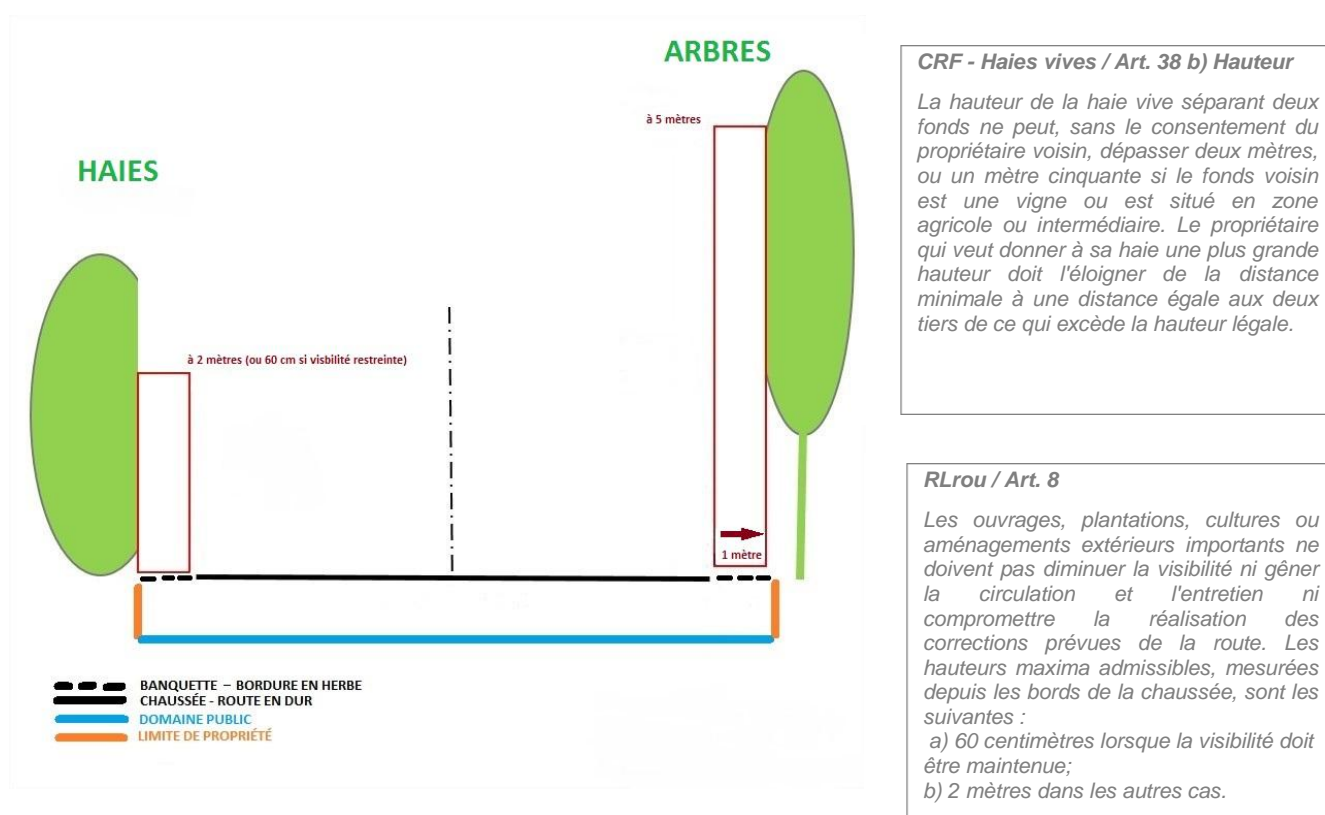 ARBRES
à 5 mètres
HAIES
à 2 mètres (ou 60 cm si visbilité restreinte)
1 mètre
BANQUETTE – BORDURE EN HERBE
CHAUSSÉE - ROUTE EN DUR
DOMAINE PUBLIC
LIMITE DE PROPRIÉTÉ
CRF - Haies vives / Art. 38 b) Hauteur
La hauteur de la haie vive séparant deux
fonds ne peut, sans le consentement du
propriétaire voisin, dépasser deux mètres,
ou un mètre cinquante si le fonds voisin
est une vigne ou est situé en zone
agricole ou intermédiaire. Le propriétaire
qui veut donner à sa haie une plus grande
hauteur doit l'éloigner de la distance
minimale à une distance égale aux deux
tiers de ce qui excède la hauteur légale.
RLrou / Art. 8
Les ouvrages, plantations, cultures ou
aménagements extérieurs importants ne
doivent pas diminuer la visibilité ni gêner
la circulation et l'entretien ni
compromettre la réalisation des
corrections prévues de la route. Les
hauteurs maxima admissibles, mesurées
depuis les bords de la chaussée, sont les
suivantes :
a) 60 centimètres lorsque la visibilité doit
être maintenue;
b) 2 mètres dans les autres cas.